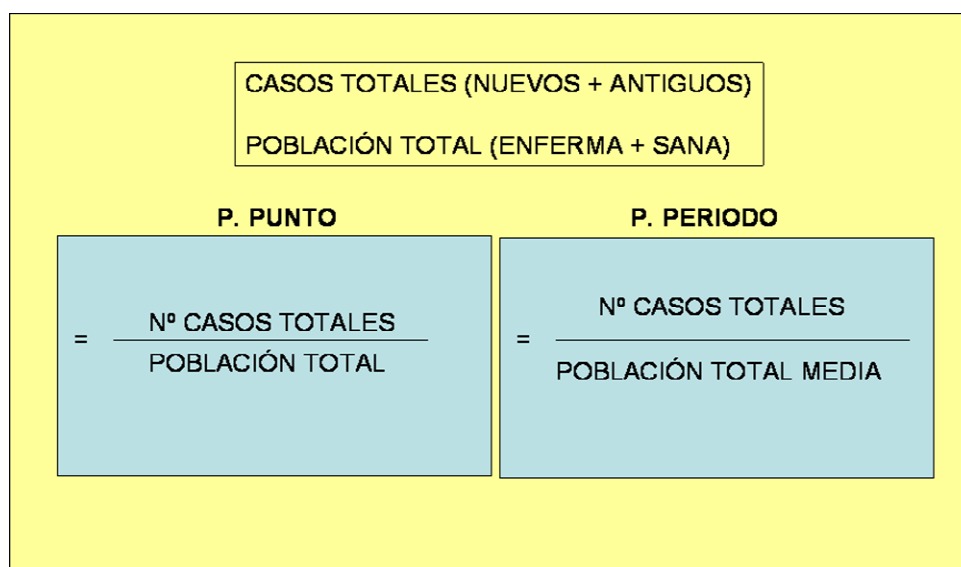 CASOS TOTALES (NUEVOS + ANTIGUOS)
POBLACIÓN TOTAL (ENFERMA + SANA)
P. PUNTO
= Nº CASOS TOTALES
POBLACIÓN TOTAL
P. PERIODO
= Nº CASOS TOTALES
POBLACIÓN TOTAL MEDIA